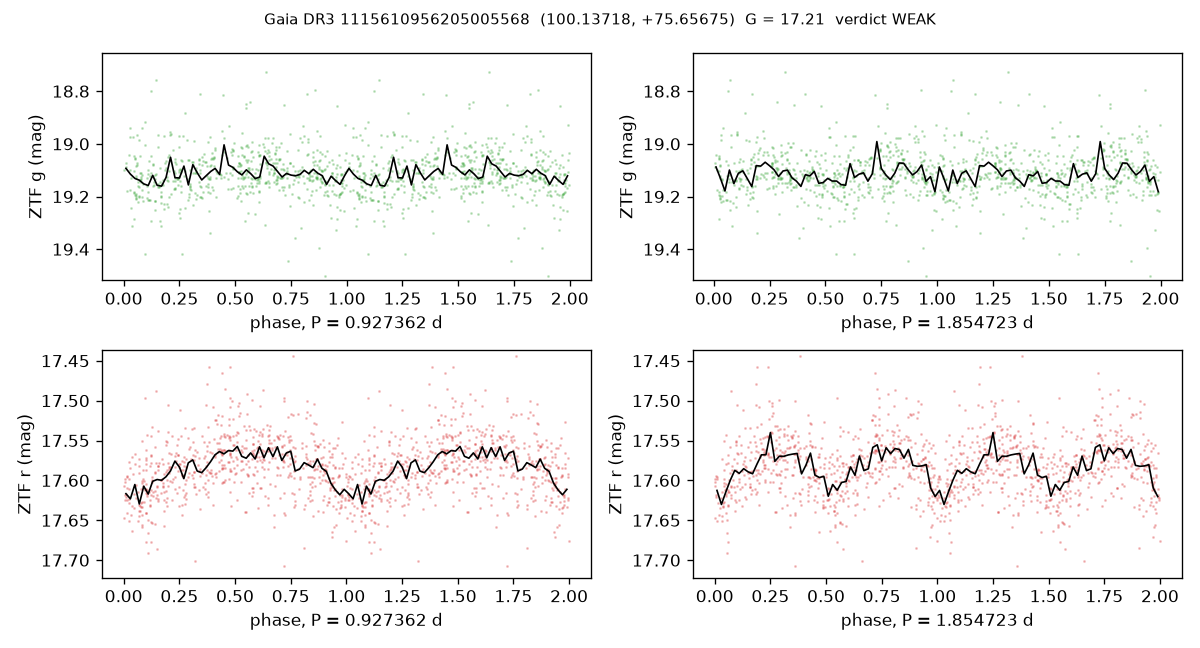 Gaia DR3 1115610956205005568  (100.13718, +75.65675)  G = 17.21  verdict WEAK
ZTF g (mag)
18.8
19.0
19.2
19.4
0.00 0.25 0.50 0.75 1.00 1.25 1.50 1.75 2.00
phase, P = 0.927362 d
ZTF g (mag)
18.8
19.0
19.2
19.4
0.00 0.25 0.50 0.75 1.00 1.25 1.50 1.75 2.00
phase, P = 1.854723 d
ZTF r (mag)
17.45
17.50
17.55
17.60
17.65
17.70
0.00 0.25 0.50 0.75 1.00 1.25 1.50 1.75 2.00
phase, P = 0.927362 d
ZTF r (mag)
17.45
17.50
17.55
17.60
17.65
17.70
0.00 0.25 0.50 0.75 1.00 1.25 1.50 1.75 2.00
phase, P = 1.854723 d